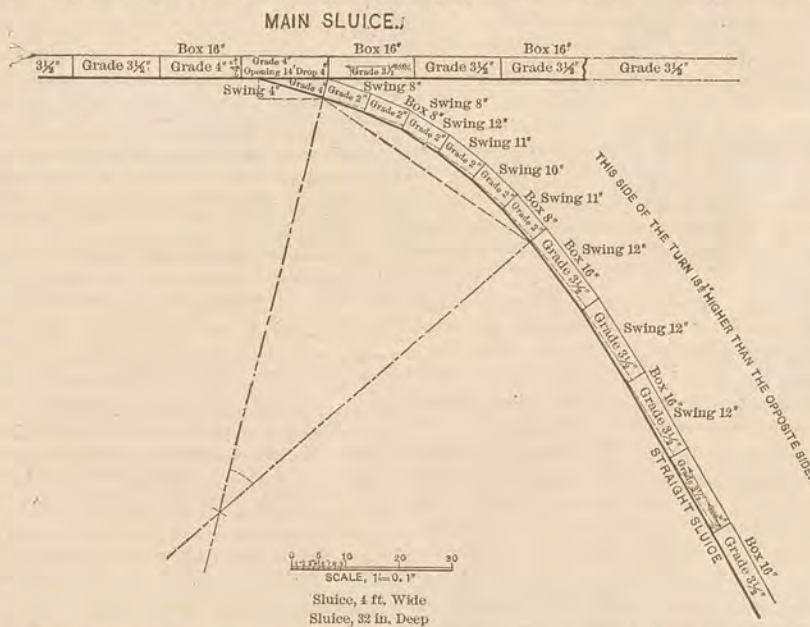 MAIN SLUICE.
Box 16" Box 16" Box 16"
3½" Grade 3½". Grade 4" Grade 4" Grade 3½" Grade 3½" Grade 3½" Grade 3½"
Opening 14' Drop 4"
Swing 4" Grade 4" Swing 8"
Grade 2" Box 8" Swing 8"
Grade 2" Swing 12"
Grade 2" Swing 11"
Grade 2" Swing 10"
Grade 2" Swing 11"
Grade 2" Box 8"
Swing 12"
Grade 3½" Box 16"
Swing 12"
Grade 3½" Box 16"
Swing 12"
Grade 3½"
Grade 3½"
Grade 3½" Box 16"
STRAIGHT SLUICE
THIS SIDE OF THE TURN IS HIGHER THAN THE OPPOSITE SIDE
0 5 10 20 30
SCALE, 1"=0.1"
Sluice, 4 ft. Wide
Sluice, 32 in. Deep